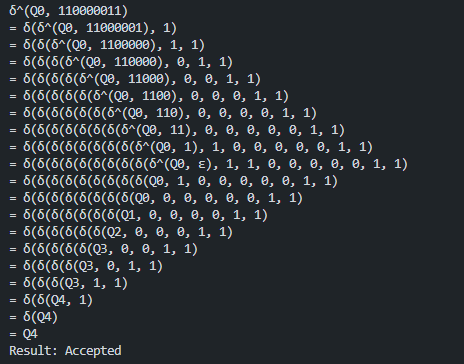 δ^(Q0, 110000011)
= δ(δ^(Q0, 11000001), 1)
= δ(δ(δ^(Q0, 1100000), 1, 1)
= δ(δ(δ(δ^(Q0, 110000), 0, 1, 1)
= δ(δ(δ(δ(δ^(Q0, 11000), 0, 0, 1, 1)
= δ(δ(δ(δ(δ(δ^(Q0, 1100), 0, 0, 0, 1, 1)
= δ(δ(δ(δ(δ(δ(δ^(Q0, 110), 0, 0, 0, 0, 1, 1)
= δ(δ(δ(δ(δ(δ(δ(δ^(Q0, 11), 0, 0, 0, 0, 0, 1, 1)
= δ(δ(δ(δ(δ(δ(δ(δ(δ^(Q0, 1), 1, 0, 0, 0, 0, 0, 1, 1)
= δ(δ(δ(δ(δ(δ(δ(δ(δ(δ^(Q0, ε), 1, 1, 0, 0, 0, 0, 0, 1, 1)
= δ(δ(δ(δ(δ(δ(δ(δ(δ(Q0, 1, 0, 0, 0, 0, 0, 1, 1)
= δ(δ(δ(δ(δ(δ(δ(δ(Q0, 0, 0, 0, 0, 0, 1, 1)
= δ(δ(δ(δ(δ(δ(δ(Q1, 0, 0, 0, 0, 1, 1)
= δ(δ(δ(δ(δ(δ(Q2, 0, 0, 0, 1, 1)
= δ(δ(δ(δ(δ(Q3, 0, 0, 1, 1)
= δ(δ(δ(δ(Q3, 0, 1, 1)
= δ(δ(δ(Q3, 1, 1)
= δ(δ(Q4, 1)
= δ(Q4)
= Q4
Result: Accepted